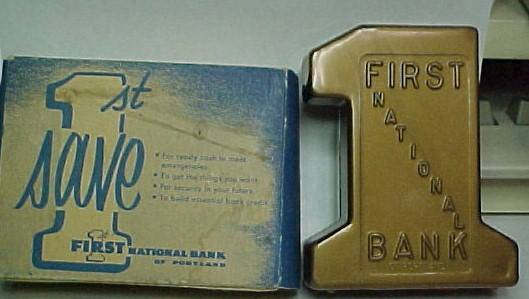 1st
save
• For ready cash to meet
emergencies
• To get the things you want
• For security in your future
• To build essential bank credit
1
FIRST NATIONAL BANK
OF PORTLAND
FIRST
NATIONAL
BANK